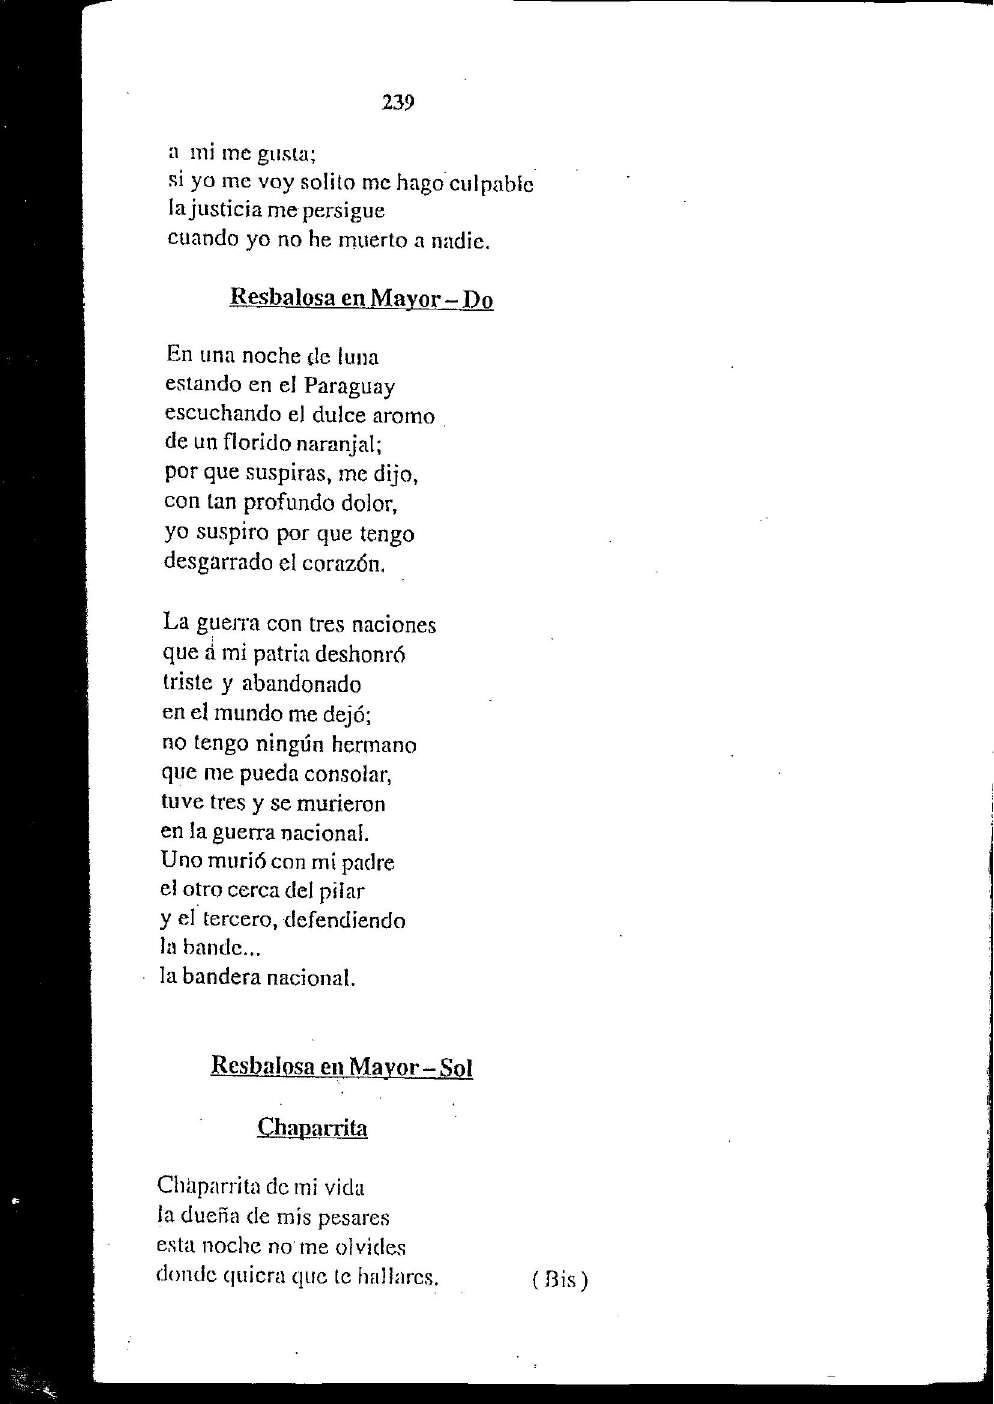 239
a mi me gusta;
si yo me voy solito me hago culpable
la justicia me persigue
cuando yo no he muerto a nadie.
Resbalosa en Mayor – Do
En una noche de luna
estando en el Paraguay
escuchando el dulce aromo
de un florido naranjal;
por que suspiras, me dijo,
con tan profundo dolor,
yo suspiro por que tengo
desgarrado el corazón.
La guerra con tres naciones
que á mi patria deshonró
triste y abandonado
en el mundo me dejó;
no tengo ningún hermano
que me pueda consolar,
tuve tres y se murieron
en la guerra nacional.
Uno murió con mi padre
el otro cerca del pilar
y el tercero, defendiendo
la bande...
la bandera nacional.
Resbalosa en Mayor – Sol
Chaparrita
Chaparrita de mi vida
la dueña de mis pesares
esta noche no me olvides
donde quiera que te hallares. (Bis)